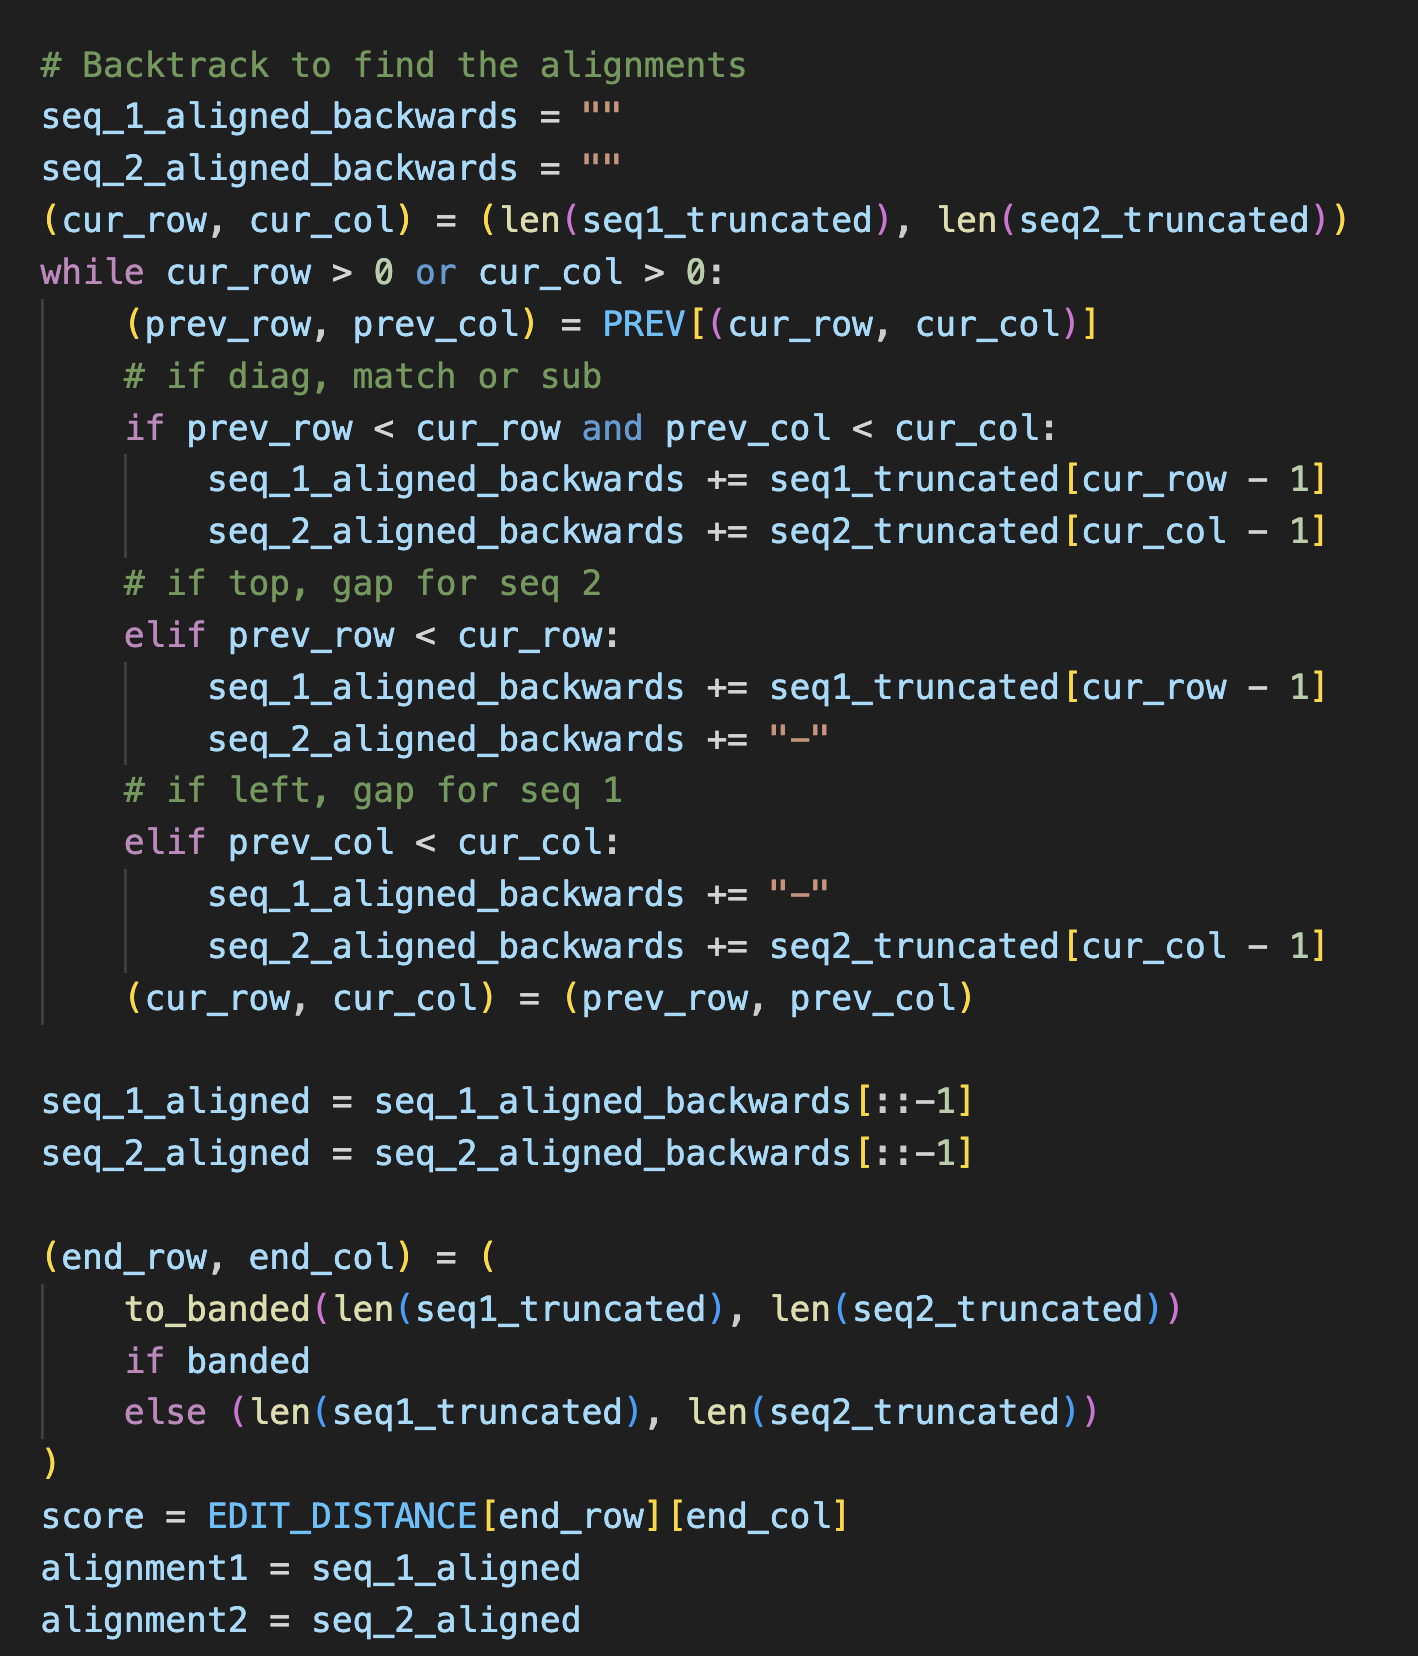 # Backtrack to find the alignments
seq_1_aligned_backwards = ""
seq_2_aligned_backwards = ""
(cur_row, cur_col) = (len(seq1_truncated), len(seq2_truncated))
while cur_row > 0 or cur_col > 0:
    (prev_row, prev_col) = PREV[(cur_row, cur_col)]
    # if diag, match or sub
    if prev_row < cur_row and prev_col < cur_col:
        seq_1_aligned_backwards += seq1_truncated[cur_row - 1]
        seq_2_aligned_backwards += seq2_truncated[cur_col - 1]
    # if top, gap for seq 2
    elif prev_row < cur_row:
        seq_1_aligned_backwards += seq1_truncated[cur_row - 1]
        seq_2_aligned_backwards += "-"
    # if left, gap for seq 1
    elif prev_col < cur_col:
        seq_1_aligned_backwards += "-"
        seq_2_aligned_backwards += seq2_truncated[cur_col - 1]
    (cur_row, cur_col) = (prev_row, prev_col)

seq_1_aligned = seq_1_aligned_backwards[::-1]
seq_2_aligned = seq_2_aligned_backwards[::-1]

(end_row, end_col) = (
    to_banded(len(seq1_truncated), len(seq2_truncated))
    if banded
    else (len(seq1_truncated), len(seq2_truncated))
)
score = EDIT_DISTANCE[end_row][end_col]
alignment1 = seq_1_aligned
alignment2 = seq_2_aligned